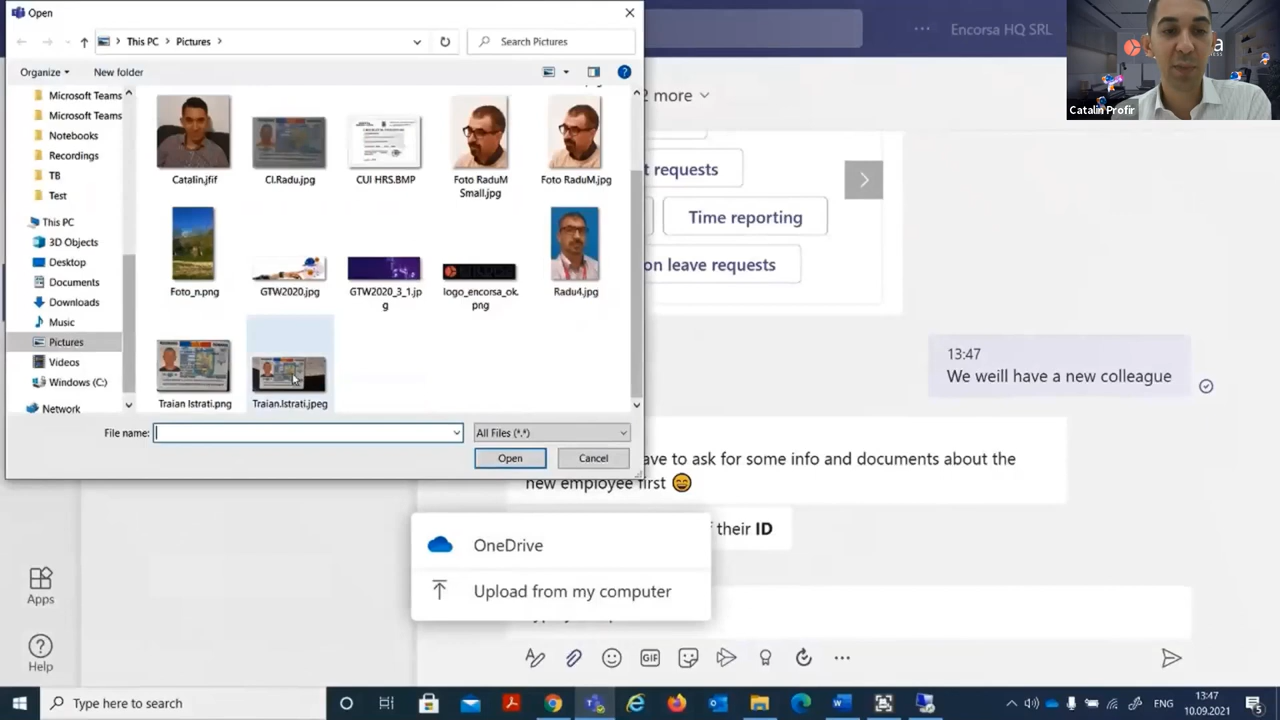 Open
This PC > Pictures >
Search Pictures
Organize
New folder
Microsoft Teams
Microsoft Teams
Notebooks
Recordings
TB
Test
This PC
3D Objects
Desktop
Documents
Downloads
Music
Pictures
Videos
Windows (C:)
Network
Catalin.jfif
CI.Radu.jpg
CUI HRS.BMP
Foto RaduM
Small.jpg
Foto RaduM.jpg
Foto_n.png
GTW2020.jpg
GTW2020_3_1.jp
g
logo_encorsa_ok.
png
Radu4.jpg
Traian Istrati.png
Traian.Istrati.jpeg
File name:
All Files (*.*)
Open
Cancel
Encorsa HQ SRL
Catalin Profir
2 more
t requests
Time reporting
on leave requests
13:47
We weill have a new colleague
ave to ask for some info and documents about the
new employee first
their ID
OneDrive
Upload from my computer
Apps
Help
GIF
Type here to search
ENG
13:47
10.09.2021
5